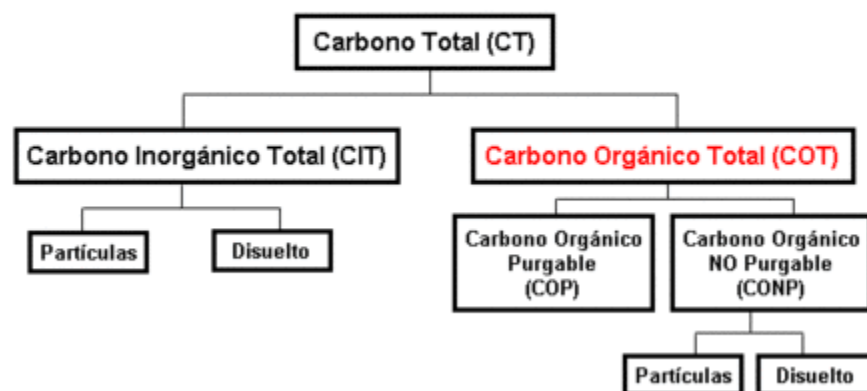 Carbono Total (CT)
Carbono Inorgánico Total (CIT)
Carbono Orgánico Total (COT)
Partículas
Disuelto
Carbono Orgánico
Purgable
(COP)
Carbono Orgánico
NO Purgable
(CONP)
Partículas
Disuelto